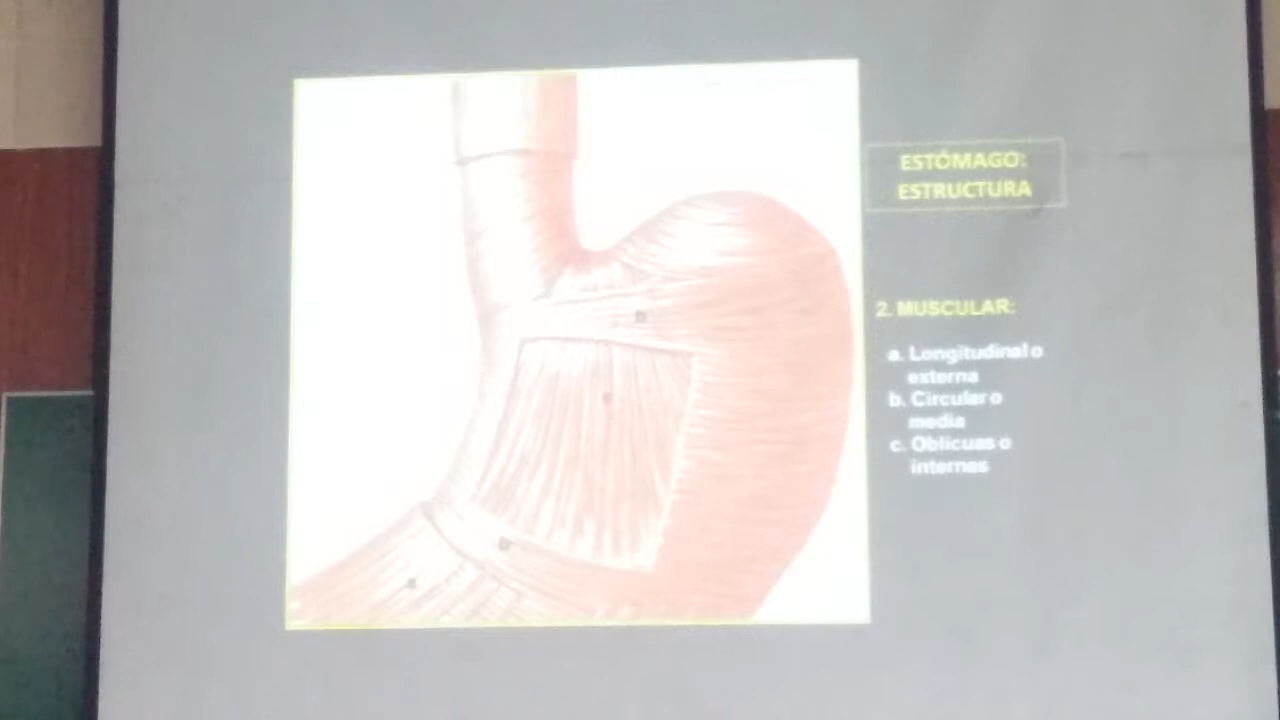 ESTÓMAGO:
ESTRUCTURA
2. MUSCULAR:
a. Longitudinal o
externa
b. Circular o
media
c. Oblicuas o
internas